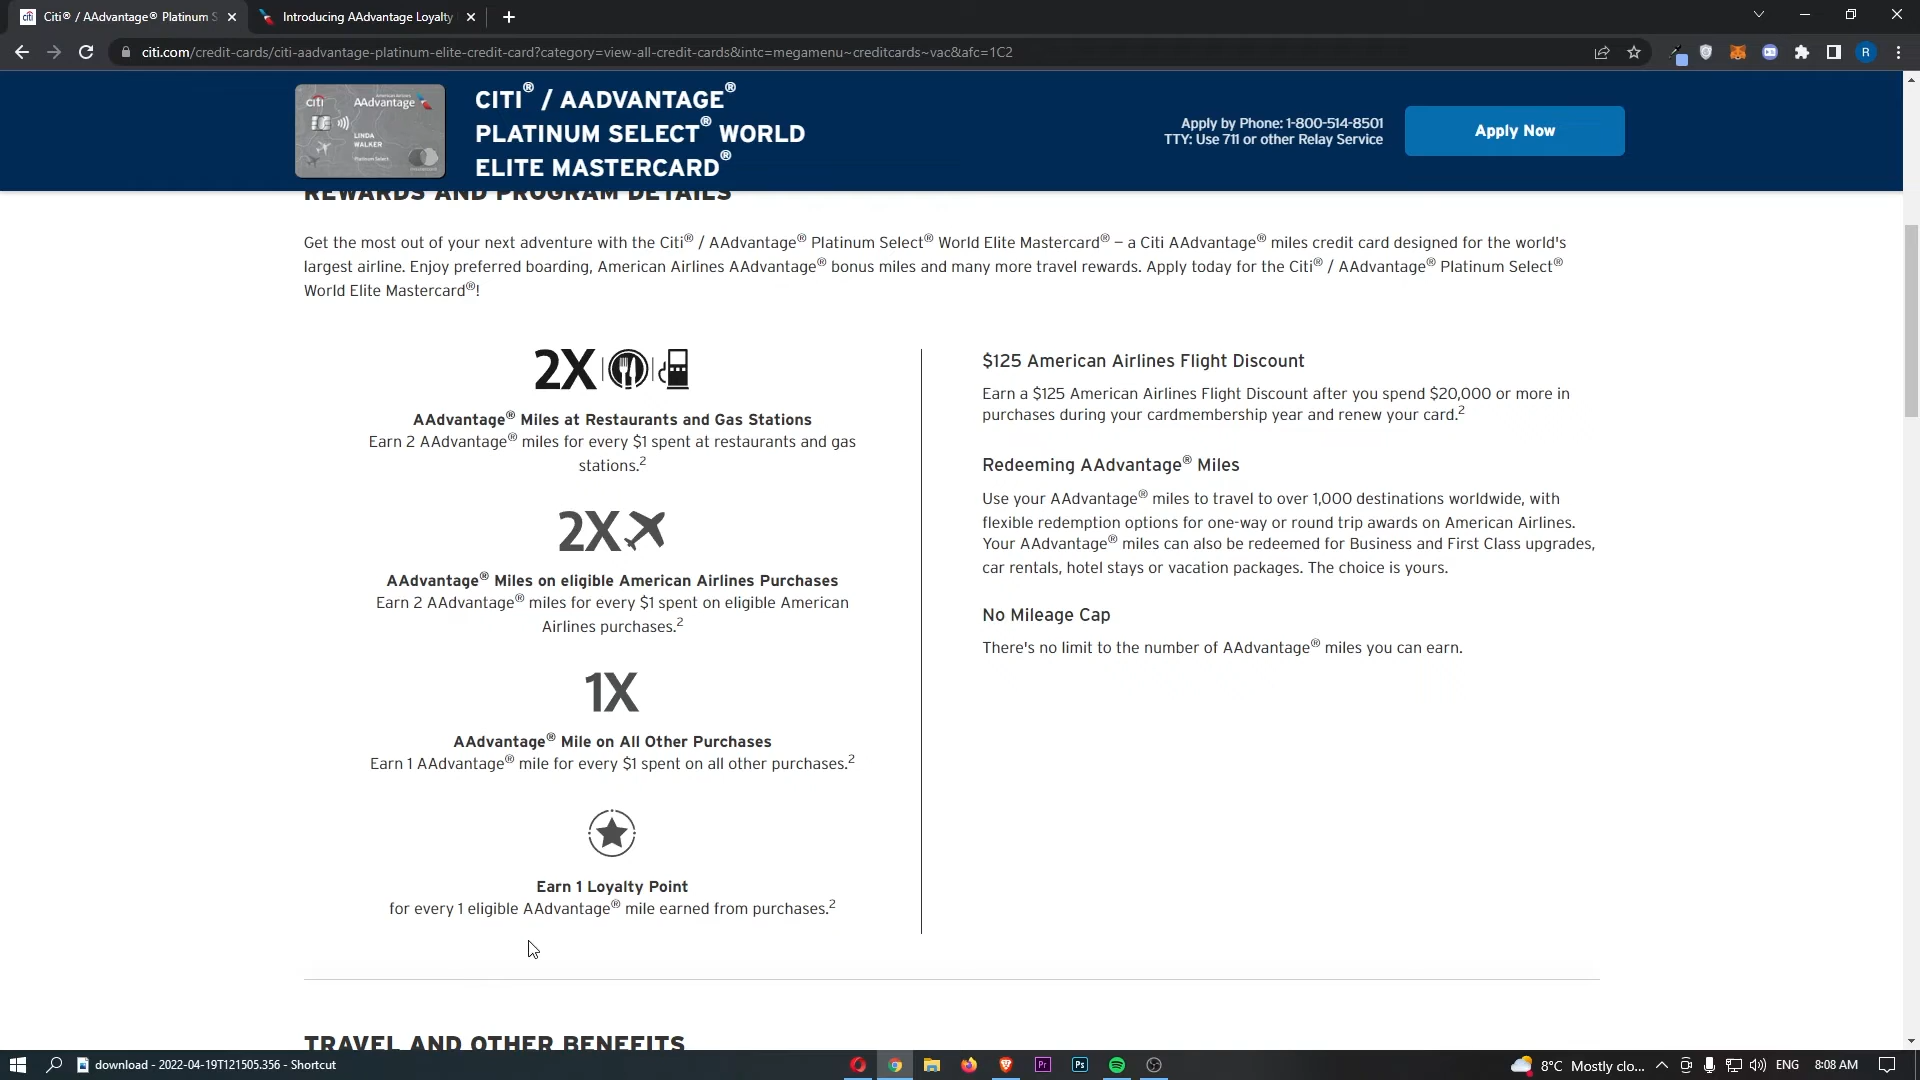 Citi® / AAdvantage® Platinum S
Introducing AAdvantage Loyalty
citi.com/credit-cards/citi-aadvantage-platinum-elite-credit-card?category=view-all-credit-cards&intc=megamenu~creditcards~vac&afc=1C2
R
citi
American Airlines
AAdvantage
LINDA
WALKER
Platinum Select
CITI® / AADVANTAGE®
PLATINUM SELECT® WORLD
ELITE MASTERCARD®
Apply by Phone: 1-800-514-8501
TTY: Use 711 or other Relay Service
Apply Now
REWARDS AND PROGRAM DETAILS
Get the most out of your next adventure with the Citi® / AAdvantage® Platinum Select® World Elite Mastercard® – a Citi AAdvantage® miles credit card designed for the world's
largest airline. Enjoy preferred boarding, American Airlines AAdvantage® bonus miles and many more travel rewards. Apply today for the Citi® / AAdvantage® Platinum Select®
World Elite Mastercard®!
2X
AAdvantage® Miles at Restaurants and Gas Stations
Earn 2 AAdvantage® miles for every $1 spent at restaurants and gas
stations.2
2X
AAdvantage® Miles on eligible American Airlines Purchases
Earn 2 AAdvantage® miles for every $1 spent on eligible American
Airlines purchases.2
1X
AAdvantage® Mile on All Other Purchases
Earn 1 AAdvantage® mile for every $1 spent on all other purchases.2
Earn 1 Loyalty Point
for every 1 eligible AAdvantage® mile earned from purchases.2
$125 American Airlines Flight Discount
Earn a $125 American Airlines Flight Discount after you spend $20,000 or more in
purchases during your cardmembership year and renew your card.2
Redeeming AAdvantage® Miles
Use your AAdvantage® miles to travel to over 1,000 destinations worldwide, with
flexible redemption options for one-way or round trip awards on American Airlines.
Your AAdvantage® miles can also be redeemed for Business and First Class upgrades,
car rentals, hotel stays or vacation packages. The choice is yours.
No Mileage Cap
There's no limit to the number of AAdvantage® miles you can earn.
TRAVEL AND OTHER BENEFITS
download - 2022-04-19T121505.356 - Shortcut
Pr
Ps
8°C Mostly clo...
ENG
8:08 AM